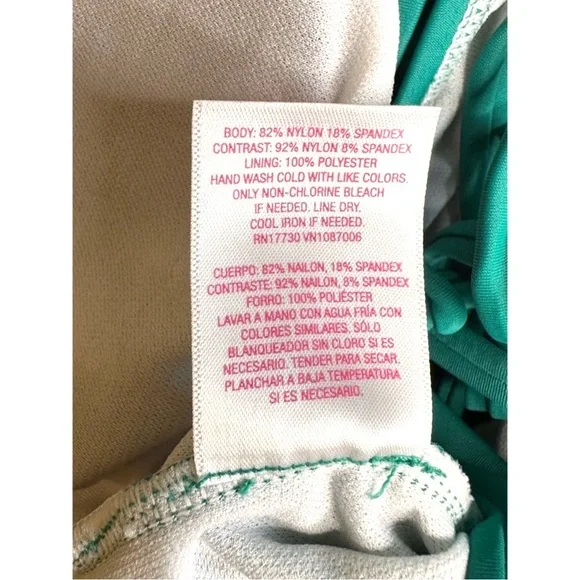 BODY: 82% NYLON 18% SPANDEX
CONTRAST: 92% NYLON 8% SPANDEX
LINING: 100% POLYESTER
HAND WASH COLD WITH LIKE COLORS.
ONLY NON-CHLORINE BLEACH
IF NEEDED. LINE DRY.
COOL IRON IF NEEDED.
RN17730 VN1087006
CUERPO: 82% NAILON, 18% SPANDEX
CONTRASTE: 92% NAILON, 8% SPANDEX
FORRO: 100% POLIÉSTER
LAVAR A MANO CON AGUA FRÍA CON
COLORES SIMILARES. SÓLO
BLANQUEADOR SIN CLORO SI ES
NECESARIO. TENDER PARA SECAR.
PLANCHAR A BAJA TEMPERATURA
SI ES NECESARIO.